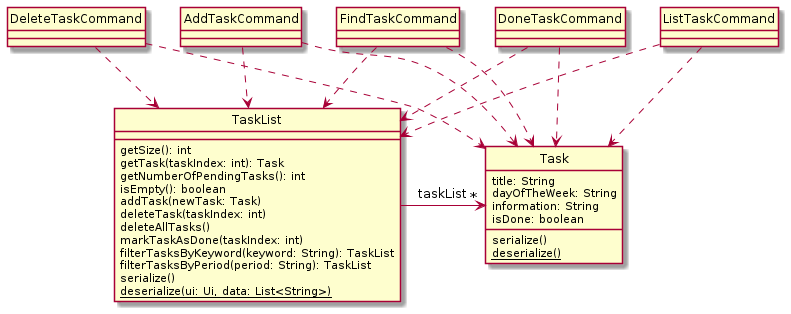 DeleteTaskCommand
AddTaskCommand
FindTaskCommand
DoneTaskCommand
ListTaskCommand
TaskList
getSize(): int
getTask(taskIndex: int): Task
getNumberOfPendingTasks(): int
isEmpty(): boolean
addTask(newTask: Task)
deleteTask(taskIndex: int)
deleteAllTasks()
markTaskAsDone(taskIndex: int)
filterTasksByKeyword(keyword: String): TaskList
filterTasksByPeriod(period: String): TaskList
serialize()
deserialize(ui: Ui, data: List<String>)
taskList *
Task
title: String
dayOfTheWeek: String
information: String
isDone: boolean
serialize()
deserialize()